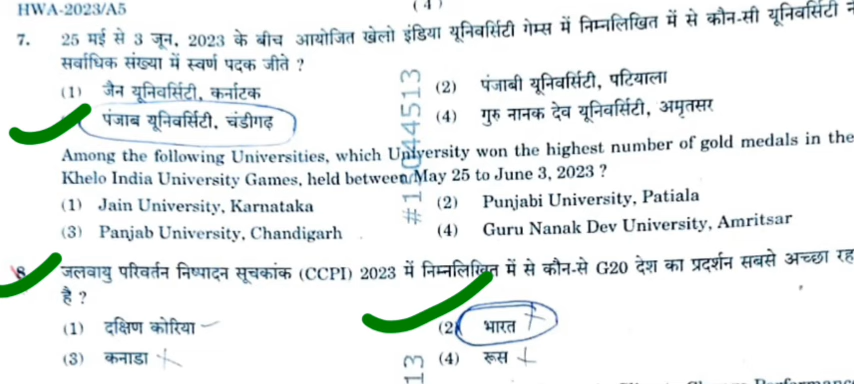 HWA-2023/A5
( 4 )
7. 25 मई से 3 जून, 2023 के बीच आयोजित खेलो इंडिया यूनिवर्सिटी गेम्स में निम्नलिखित में से कौन-सी यूनिवर्सिटी ने
सर्वाधिक संख्या में स्वर्ण पदक जीते ?
(1) जैन यूनिवर्सिटी, कर्नाटक (2) पंजाबी यूनिवर्सिटी, पटियाला
पंजाब यूनिवर्सिटी, चंडीगढ़ (4) गुरु नानक देव यूनिवर्सिटी, अमृतसर
Among the following Universities, which University won the highest number of gold medals in the
Khelo India University Games, held between May 25 to June 3, 2023 ?
(1) Jain University, Karnataka (2) Punjabi University, Patiala
(3) Panjab University, Chandigarh (4) Guru Nanak Dev University, Amritsar
8. जलवायु परिवर्तन निष्पादन सूचकांक (CCPI) 2023 में निम्नलिखित में से कौन-से G20 देश का प्रदर्शन सबसे अच्छा रहा
है ?
(1) दक्षिण कोरिया (2) भारत
(3) कनाडा (4) रूस